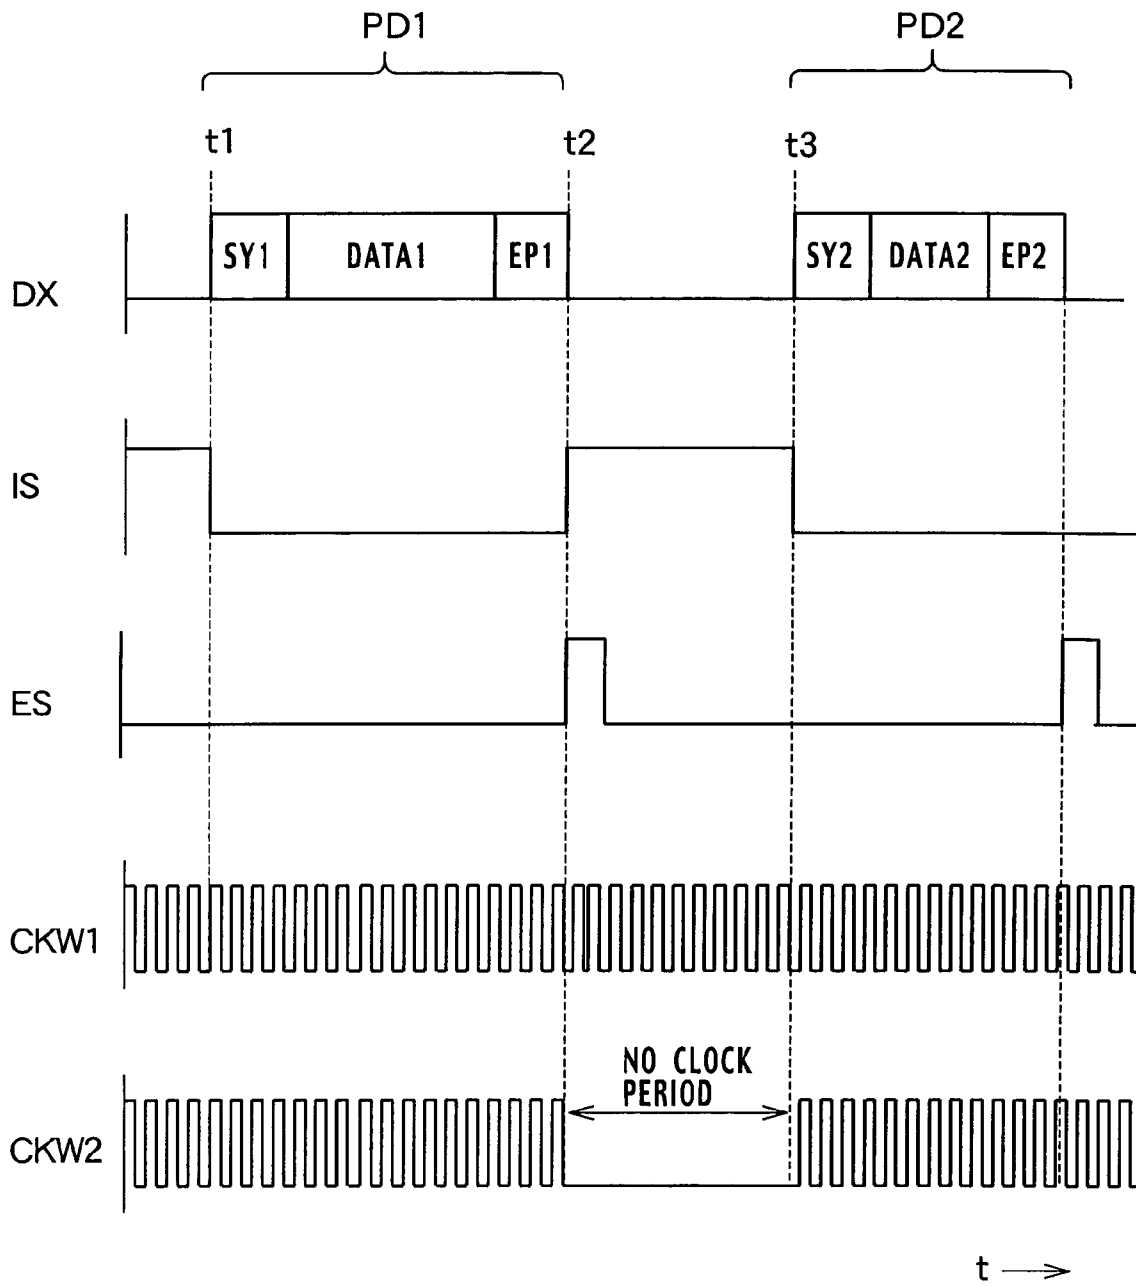 PD1 PD2
t1 t2 t3
DX SY1 DATA1 EP1 SY2 DATA2 EP2
IS
ES
CKW1
NO CLOCK
PERIOD
CKW2
t